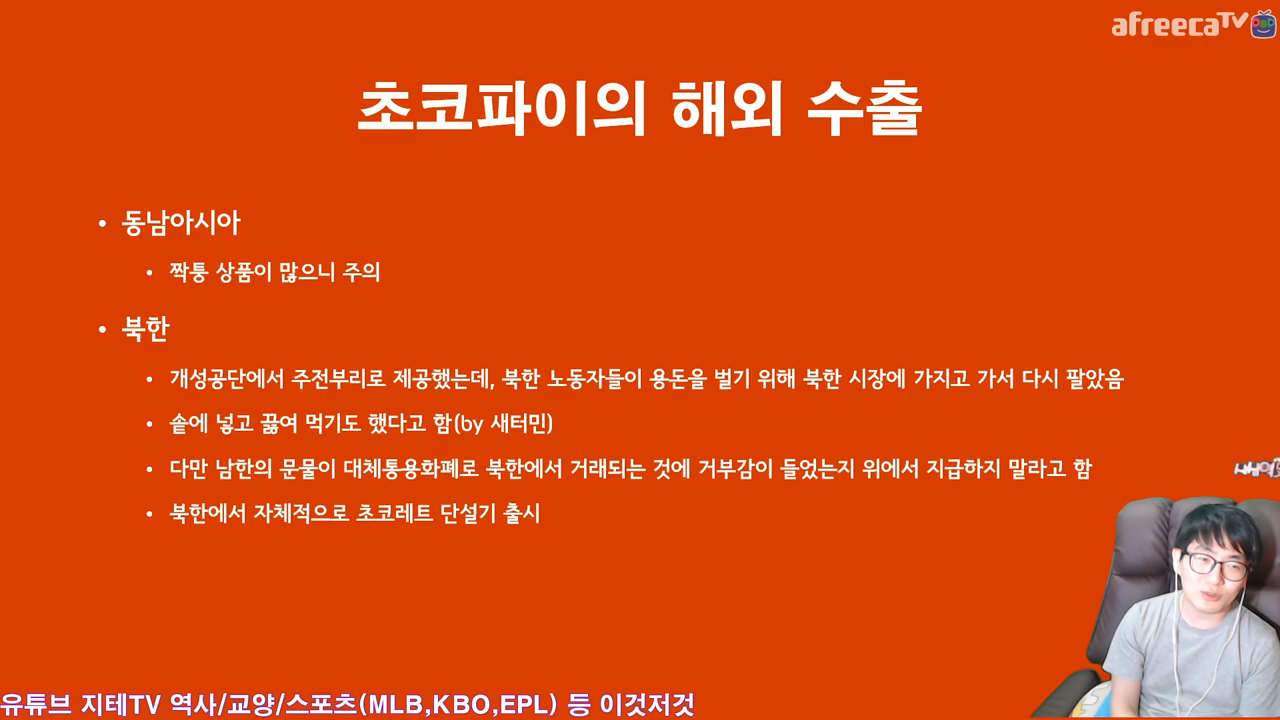 afreecaTV
초코파이의 해외 수출
• 동남아시아
• 짝퉁 상품이 많으니 주의
• 북한
• 개성공단에서 주전부리로 제공했는데, 북한 노동자들이 용돈을 벌기 위해 북한 시장에 가지고 가서 다시 팔았음
• 솥에 넣고 끓여 먹기도 했다고 함(by 새터민)
• 다만 남한의 문물이 대체통용화폐로 북한에서 거래되는 것에 거부감이 들었는지 위에서 지급하지 말라고 함
• 북한에서 자체적으로 초코레트 단설기 출시
유튜브 지테TV 역사/교양/스포츠(MLB,KBO,EPL) 등 이것저것